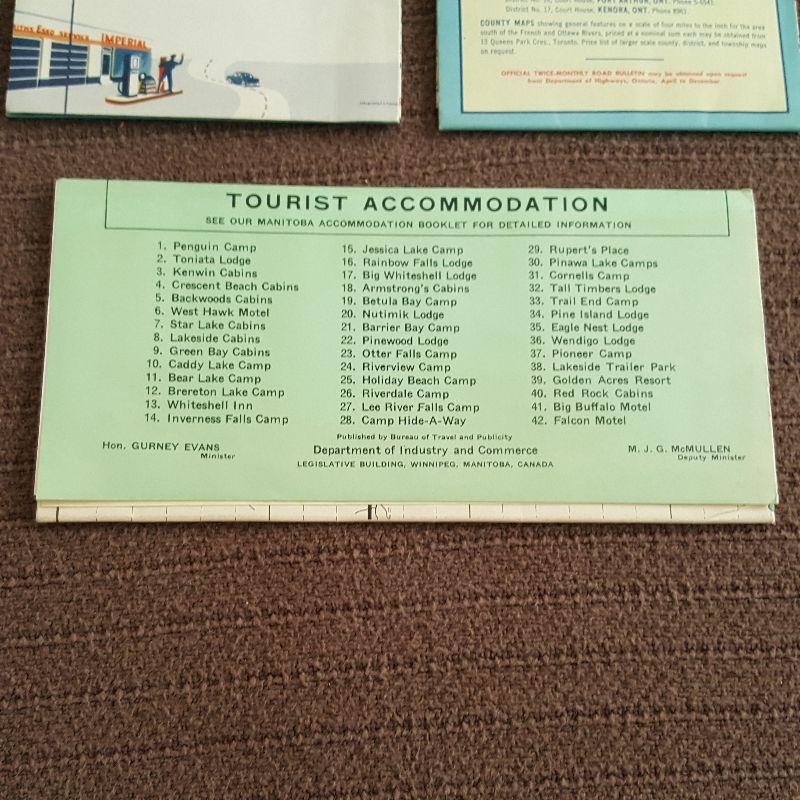 ESSO SERVICE IMPERIAL
District No. 17, Court House, KENORA, ONT.
COUNTY MAPS showing general features on a scale of four miles to the inch for the area
south of the French and Ottawa Rivers, priced at a nominal sum each may be obtained from
13 Queens Park Cres., Toronto. Price list of larger scale county, district, and township maps
on request.
OFFICIAL TWICE-MONTHLY ROAD BULLETIN may be obtained upon request
from Department of Highways, Ontario, April to December.
TOURIST ACCOMMODATION
SEE OUR MANITOBA ACCOMMODATION BOOKLET FOR DETAILED INFORMATION
1. Penguin Camp
2. Toniata Lodge
3. Kenwin Cabins
4. Crescent Beach Cabins
5. Backwoods Cabins
6. West Hawk Motel
7. Star Lake Cabins
8. Lakeside Cabins
9. Green Bay Cabins
10. Caddy Lake Camp
11. Bear Lake Camp
12. Brereton Lake Camp
13. Whiteshell Inn
14. Inverness Falls Camp
15. Jessica Lake Camp
16. Rainbow Falls Lodge
17. Big Whiteshell Lodge
18. Armstrong's Cabins
19. Betula Bay Camp
20. Nutimik Lodge
21. Barrier Bay Camp
22. Pinewood Lodge
23. Otter Falls Camp
24. Riverview Camp
25. Holiday Beach Camp
26. Riverdale Camp
27. Lee River Falls Camp
28. Camp Hide-A-Way
29. Rupert's Place
30. Pinawa Lake Camps
31. Cornells Camp
32. Tall Timbers Lodge
33. Trail End Camp
34. Pine Island Lodge
35. Eagle Nest Lodge
36. Wendigo Lodge
37. Pioneer Camp
38. Lakeside Trailer Park
39. Golden Acres Resort
40. Red Rock Cabins
41. Big Buffalo Motel
42. Falcon Motel
Hon. GURNEY EVANS
Minister
Published by Bureau of Travel and Publicity
Department of Industry and Commerce
LEGISLATIVE BUILDING, WINNIPEG, MANITOBA, CANADA
M. J. G. McMULLEN
Deputy Minister